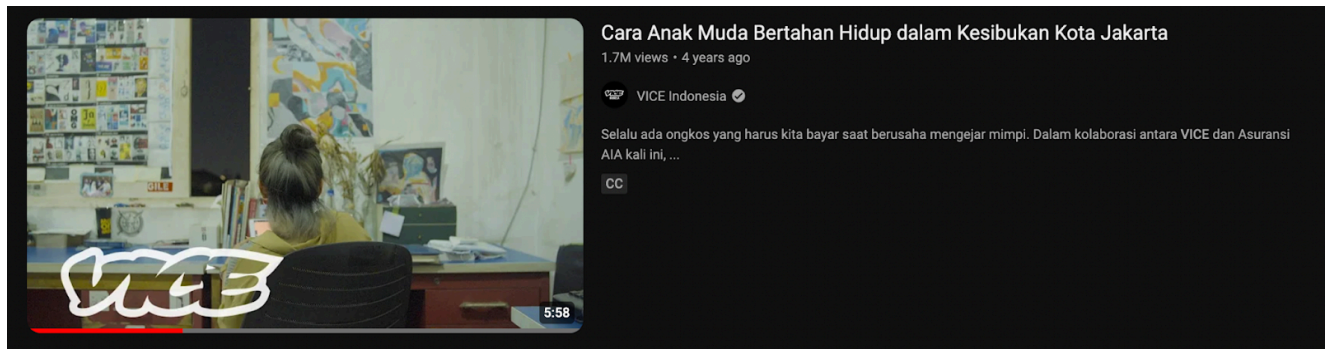 Cara Anak Muda Bertahan Hidup dalam Kesibukan Kota Jakarta
1.7M views • 4 years ago
VICE Indonesia
Selalu ada ongkos yang harus kita bayar saat berusaha mengejar mimpi. Dalam kolaborasi antara VICE dan Asuransi
AIA kali ini, ...
CC
VICE
5:58